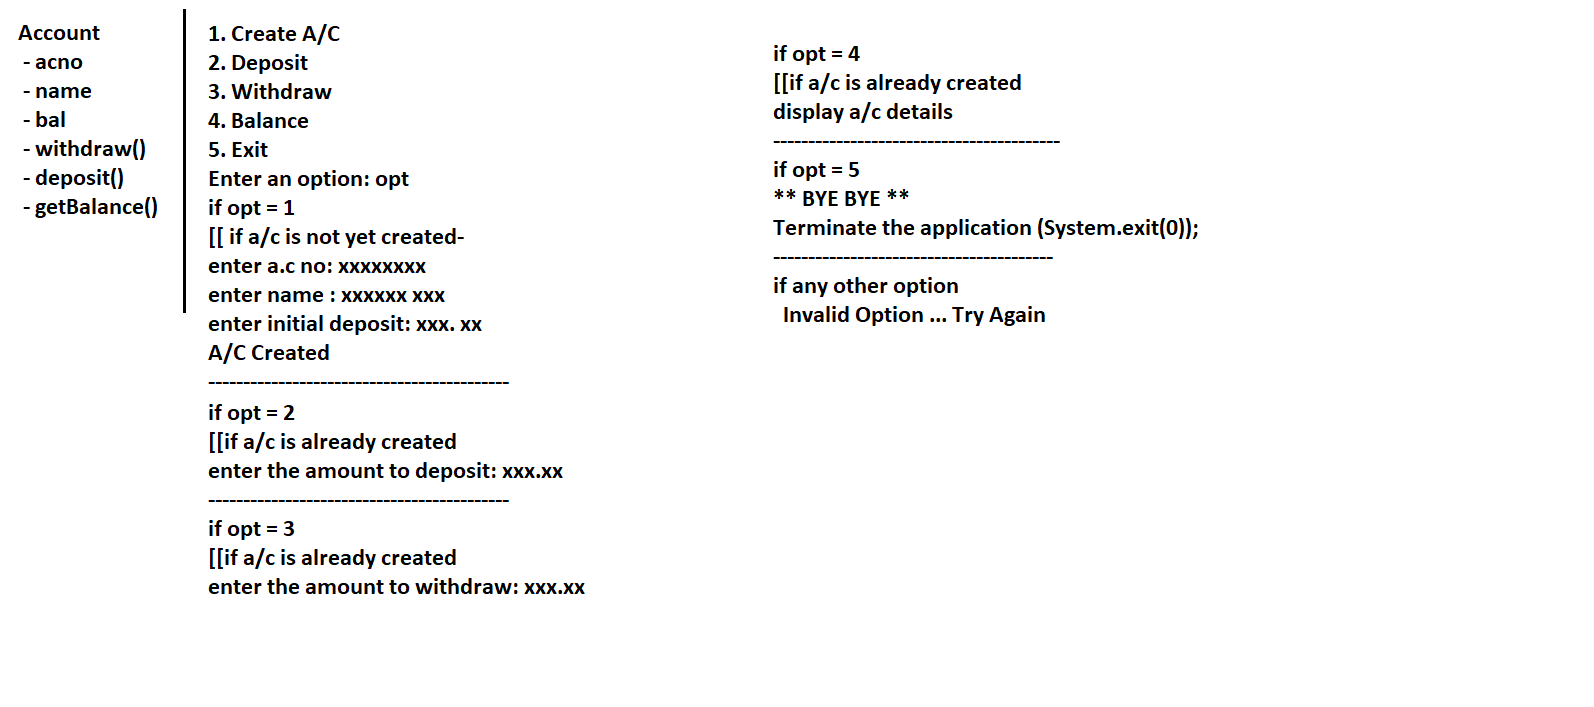 Account
- acno
- name
- bal
- withdraw()
- deposit()
- getBalance()
1. Create A/C
2. Deposit
3. Withdraw
4. Balance
5. Exit
Enter an option: opt
if opt = 1
[[ if a/c is not yet created-
enter a.c no: xxxxxxxx
enter name : xxxxxx xxx
enter initial deposit: xxx. xx
A/C Created
-------------------------------------------
if opt = 2
[[if a/c is already created
enter the amount to deposit: xxx.xx
-------------------------------------------
if opt = 3
[[if a/c is already created
enter the amount to withdraw: xxx.xx
if opt = 4
[[if a/c is already created
display a/c details
-----------------------------------------
if opt = 5
** BYE BYE **
Terminate the application (System.exit(0));
----------------------------------------
if any other option
Invalid Option ... Try Again